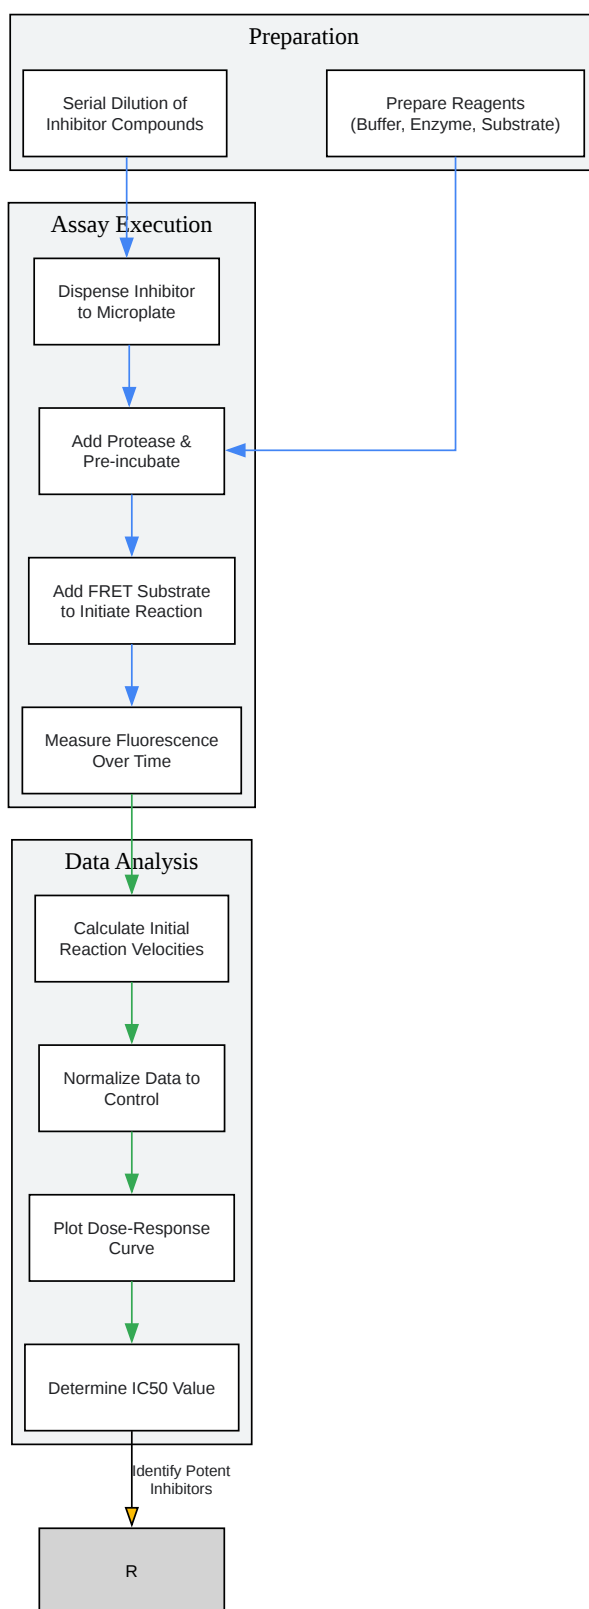 Preparation
Serial Dilution of
Inhibitor Compounds
Prepare Reagents
(Buffer, Enzyme, Substrate)
Assay Execution
Dispense Inhibitor
to Microplate
Add Protease &
Pre-incubate
Add FRET Substrate
to Initiate Reaction
Measure Fluorescence
Over Time
Data Analysis
Calculate Initial
Reaction Velocities
Normalize Data to
Control
Plot Dose-Response
Curve
Determine IC50 Value
Identify Potent
Inhibitors
R